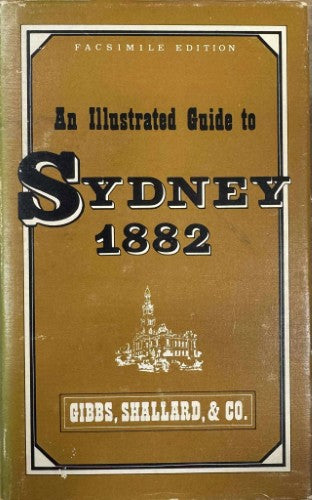 FACSIMILE EDITION
An Illustrated Guide to
SYDNEY
1882
GIBBS, SHALLARD, & CO.